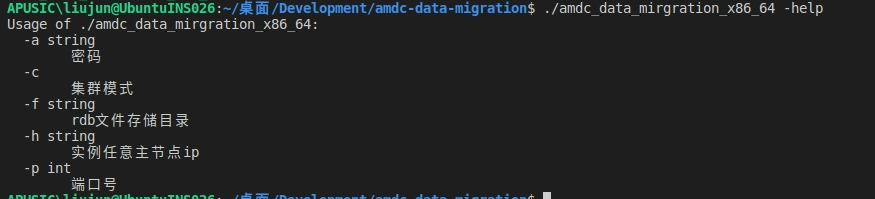 APUSIC\liujun@UbuntuINS026:~/桌面/Development/amdc-data-migration$ ./amdc_data_mirgration_x86_64 -help
Usage of ./amdc_data_mirgration_x86_64:
-a string
密码
-c
集群模式
-f string
rdb文件存储目录
-h string
实例任意主节点ip
-p int
端口号
APUSIC\liujun@UbuntuINS026:~/桌面/Development/amdc-data-migration$